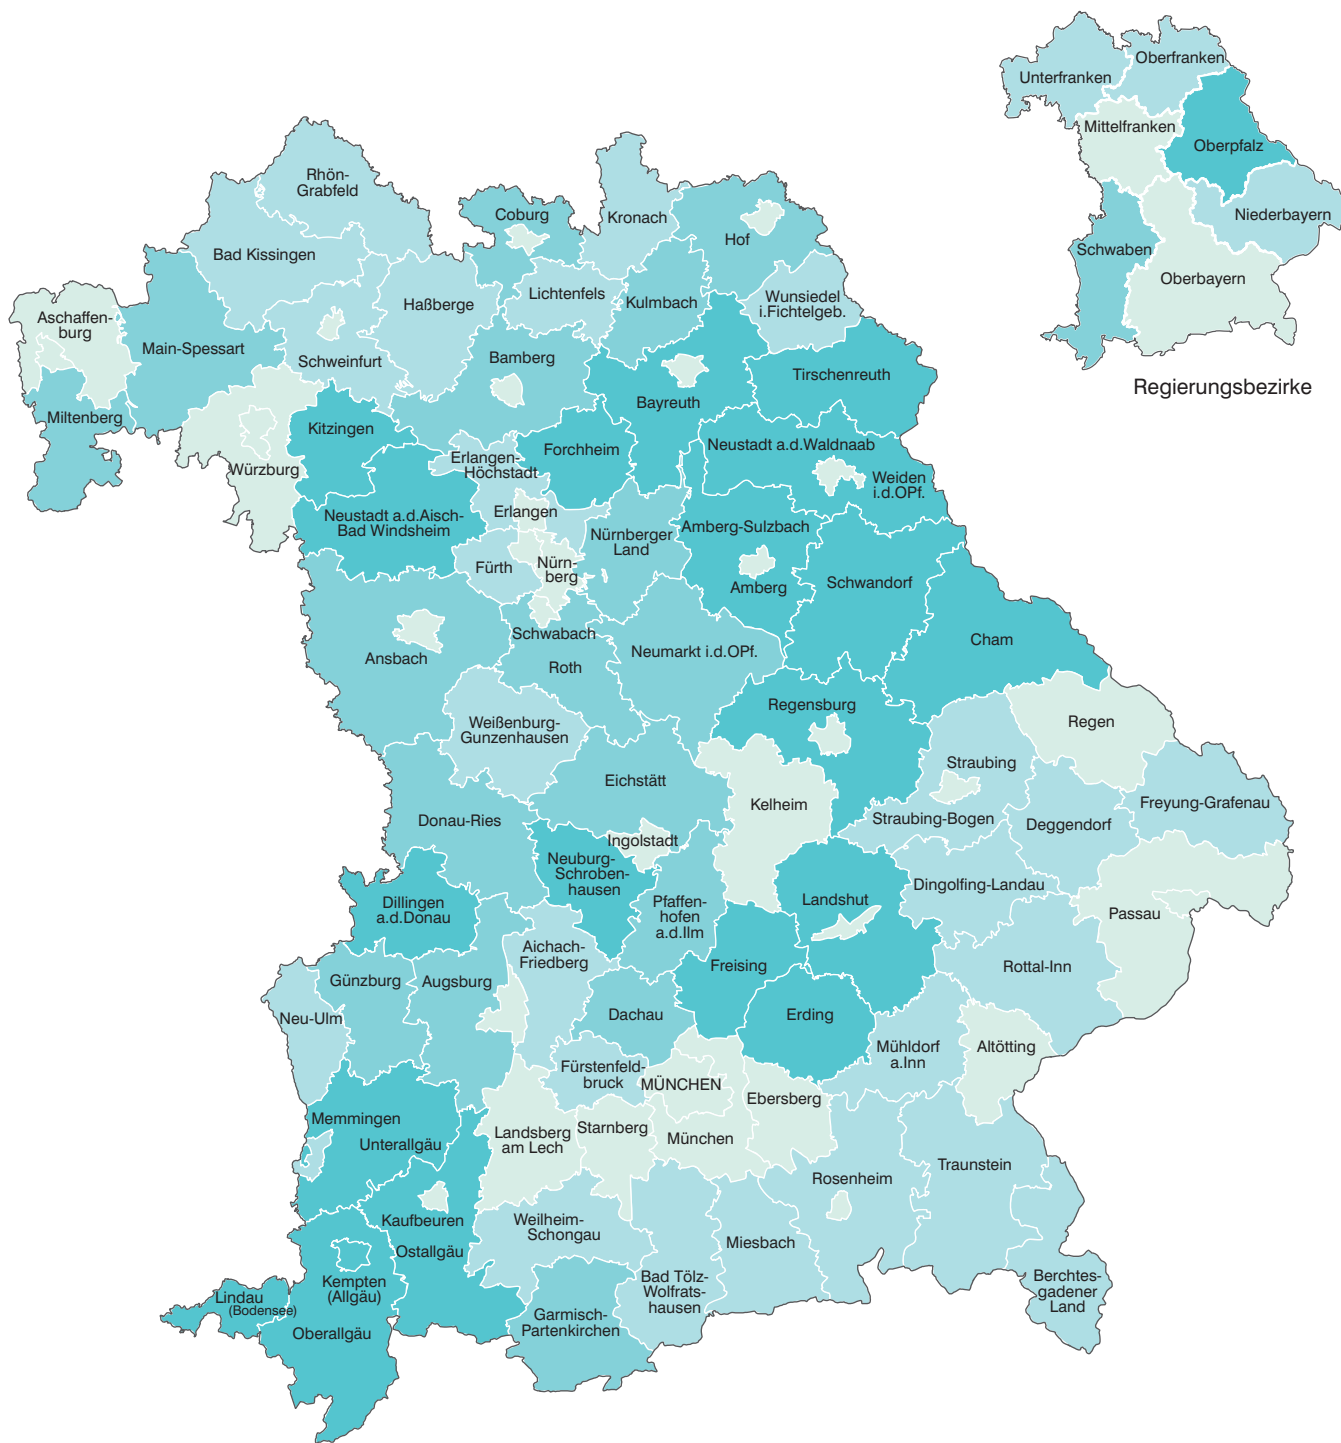 Oberfranken
Unterfranken
Mittelfranken
Oberpfalz
Niederbayern
Schwaben
Oberbayern
Regierungsbezirke
Rhön-
Grabfeld
Coburg
Kronach
Hof
Bad Kissingen
Haßberge
Lichtenfels
Kulmbach
Wunsiedel
i.Fichtelgeb.
Aschaffen-
burg
Main-Spessart
Schweinfurt
Bamberg
Tirschenreuth
Miltenberg
Bayreuth
Kitzingen
Würzburg
Erlangen-
Höchstadt
Forchheim
Neustadt a.d.Waldnaab
Weiden
i.d.OPf.
Neustadt a.d.Aisch-
Bad Windsheim
Erlangen
Nürnberger
Land
Amberg-Sulzbach
Fürth
Nürn-
berg
Amberg
Schwandorf
Ansbach
Schwabach
Roth
Neumarkt i.d.OPf.
Cham
Weißenburg-
Gunzenhausen
Regensburg
Regen
Straubing
Eichstätt
Kelheim
Freyung-Grafenau
Donau-Ries
Straubing-Bogen
Deggendorf
Ingolstadt
Neuburg-
Schroben-
hausen
Dillingen
a.d.Donau
Pfaffen-
hofen
a.d.Ilm
Landshut
Dingolfing-Landau
Passau
Aichach-
Friedberg
Günzburg
Augsburg
Freising
Rottal-Inn
Neu-Ulm
Dachau
Erding
Mühldorf
a.Inn
Altötting
Fürstenfeld-
bruck
MÜNCHEN
Ebersberg
Memmingen
Unterallgäu
Landsberg
am Lech
Starnberg
München
Traunstein
Rosenheim
Kaufbeuren
Ostallgäu
Weilheim-
Schongau
Miesbach
Kempten
(Allgäu)
Bad Tölz-
Wolfrats-
hausen
Berchtes-
gadener
Land
Lindau
(Bodensee)
Oberallgäu
Garmisch-
Partenkirchen